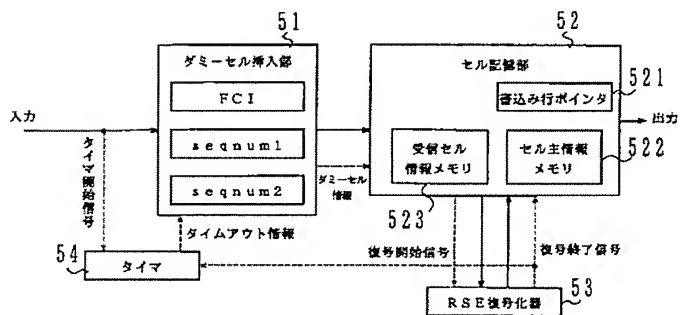 51
ダミーセル挿入部
FCI
seqnum1
seqnum2
入力
タイマ開始信号
タイムアウト情報
54
タイマ
ダミーセル
情報
52
セル記憶部
521
書込み行ポインタ
出力
受信セル
情報メモリ
523
セル主情報
メモリ
522
復号開始信号
復号終了信号
53
RSE復号化器